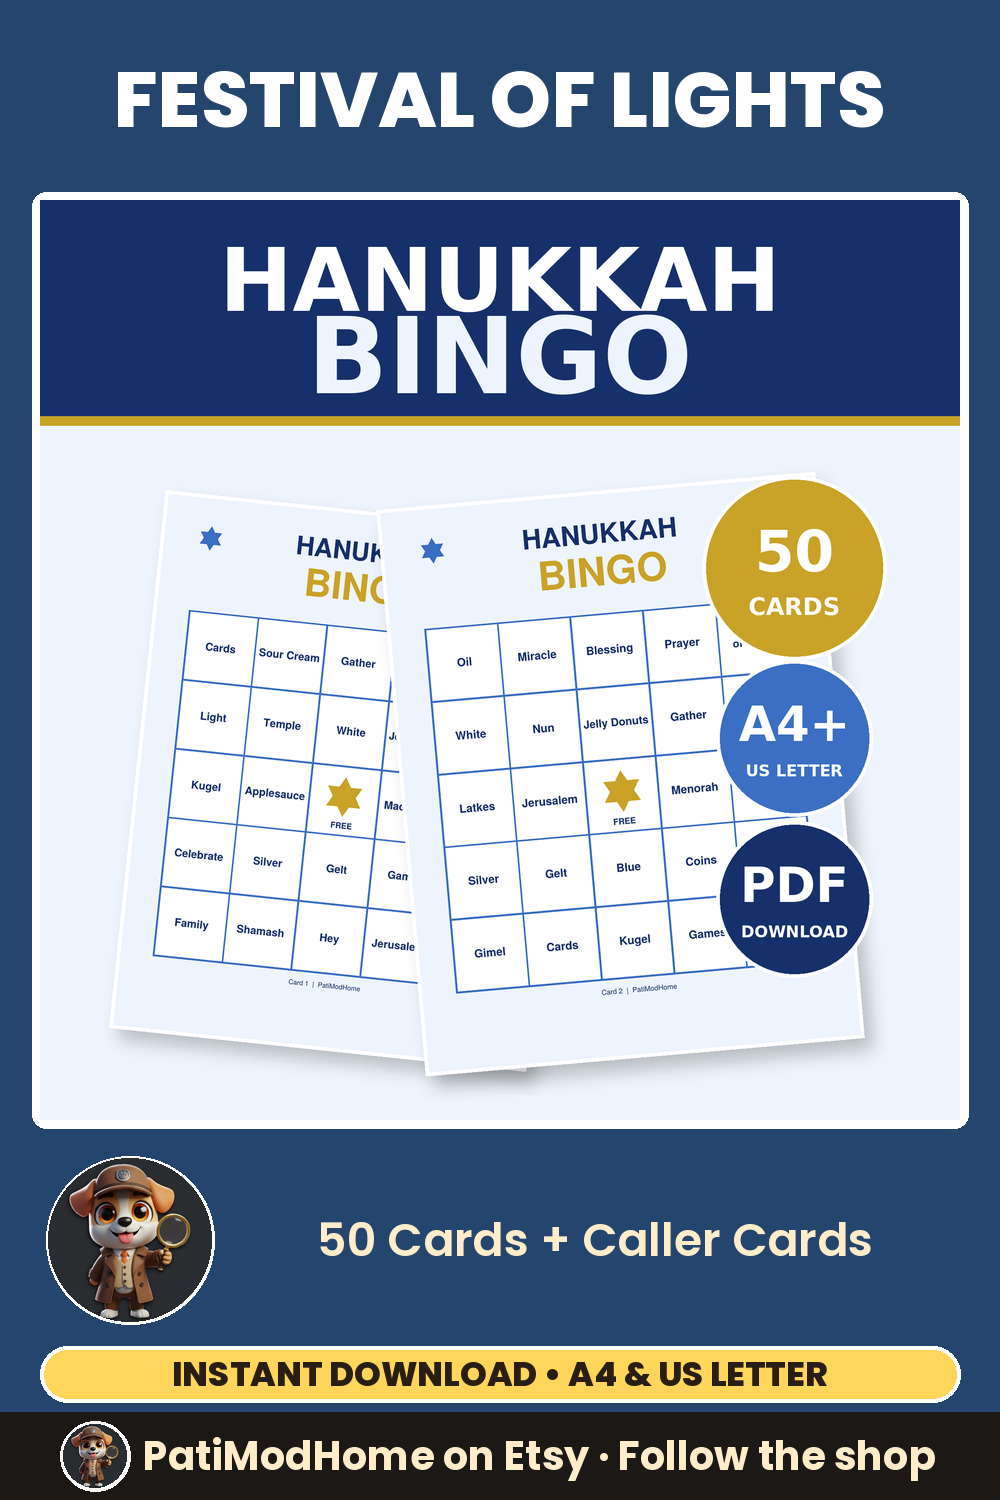 FESTIVAL OF LIGHTS
HANUKKAH
BINGO
HANUK
BING
Cards
Sour Cream
Gather
Light
Temple
White
Kugel
Applesauce
FREE
Celebrate
Silver
Gelt
Family
Shamash
Hey
Card 1 | PatiModHome
HANUKKAH
BINGO
Oil
Miracle
Blessing
Prayer
White
Nun
Jelly Donuts
Gather
Latkes
Jerusalem
FREE
Menorah
Silver
Gelt
Blue
Coins
Gimel
Cards
Kugel
Games
Card 2 | PatiModHome
50
CARDS
A4+
US LETTER
PDF
DOWNLOAD
50 Cards + Caller Cards
INSTANT DOWNLOAD • A4 & US LETTER
PatiModHome on Etsy · Follow the shop